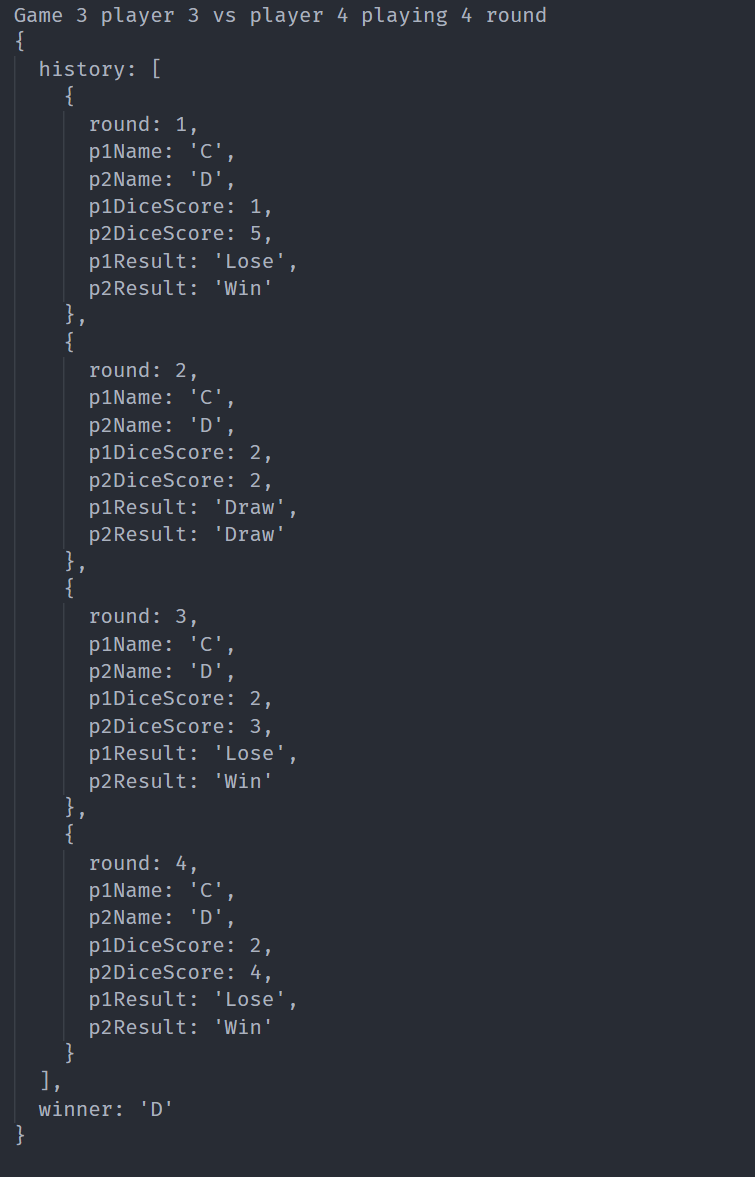 Game 3 player 3 vs player 4 playing 4 round
{
  history: [
    {
      round: 1,
      p1Name: 'C',
      p2Name: 'D',
      p1DiceScore: 1,
      p2DiceScore: 5,
      p1Result: 'Lose',
      p2Result: 'Win'
    },
    {
      round: 2,
      p1Name: 'C',
      p2Name: 'D',
      p1DiceScore: 2,
      p2DiceScore: 2,
      p1Result: 'Draw',
      p2Result: 'Draw'
    },
    {
      round: 3,
      p1Name: 'C',
      p2Name: 'D',
      p1DiceScore: 2,
      p2DiceScore: 3,
      p1Result: 'Lose',
      p2Result: 'Win'
    },
    {
      round: 4,
      p1Name: 'C',
      p2Name: 'D',
      p1DiceScore: 2,
      p2DiceScore: 4,
      p1Result: 'Lose',
      p2Result: 'Win'
    }
  ],
  winner: 'D'
}